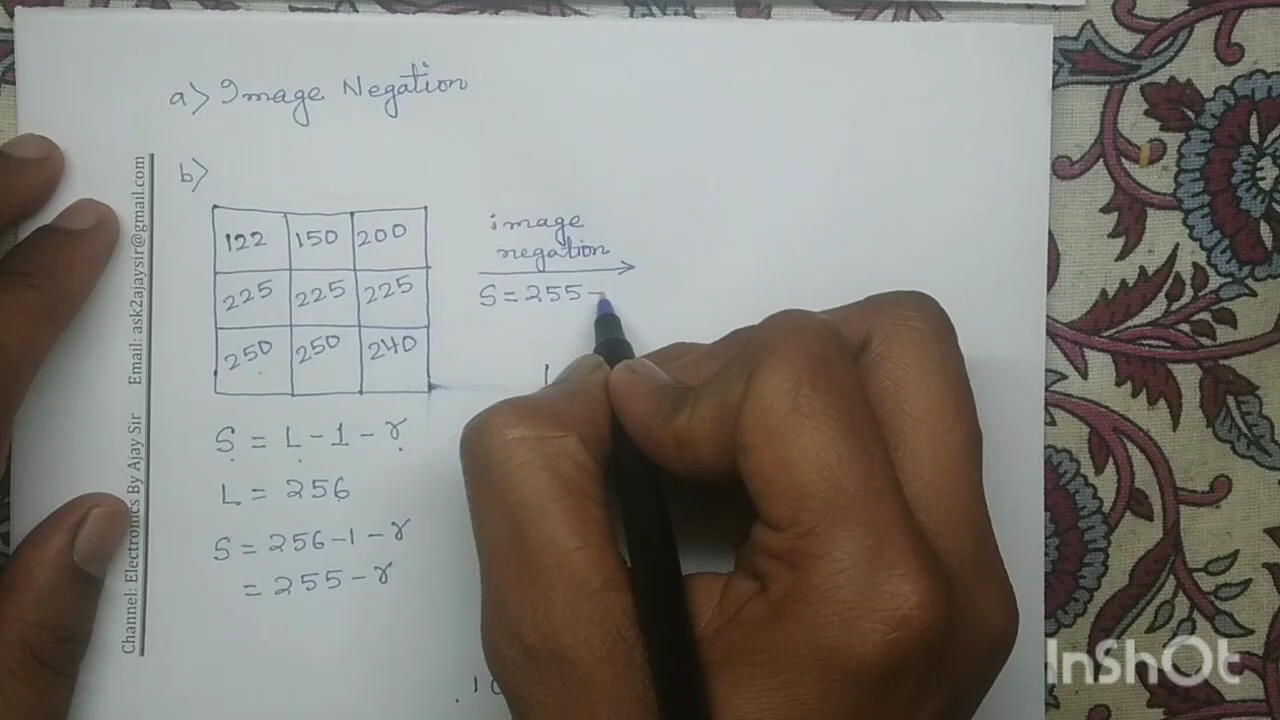 a) Image Negation
b)
122 150 200
225 225 225
250 250 240
image
negation
S = 255 -
S = L - 1 - r
L = 256
S = 256 - 1 - r
= 255 - r
Channel: Electronics By Ajay Sir Email: ask2ajaysir@gmail.com
InShOt